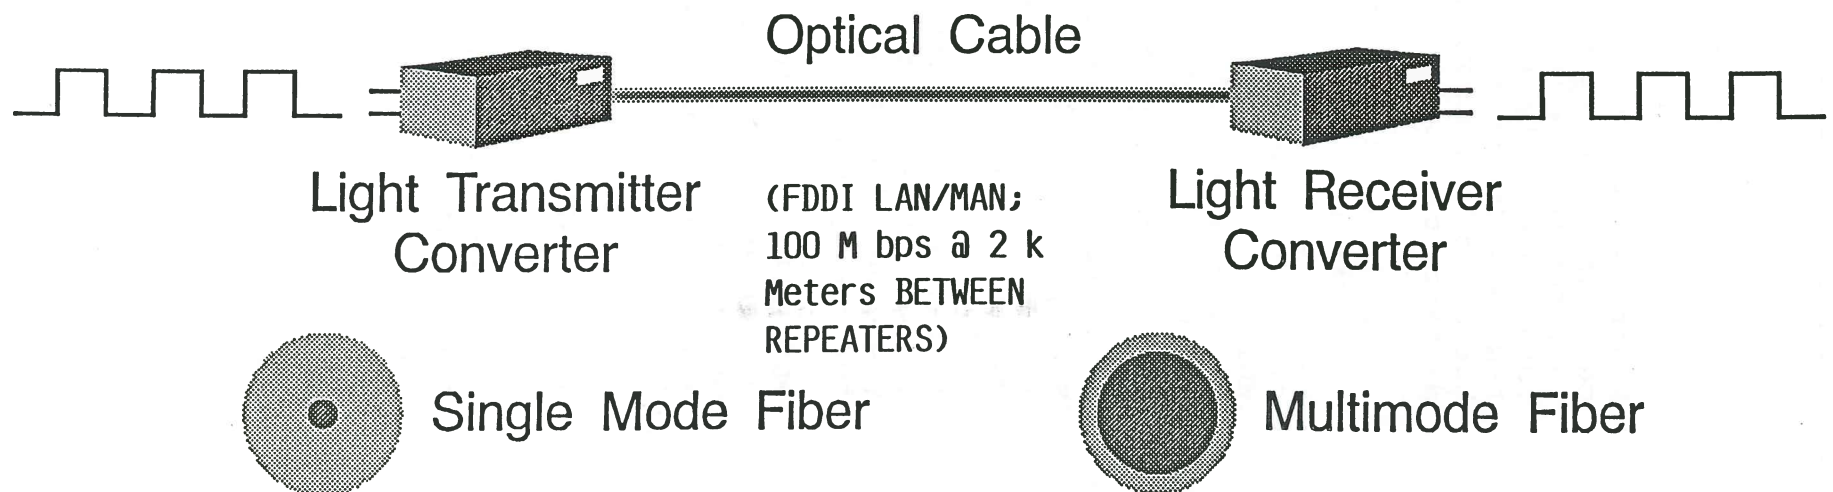 Optical Cable
Light Transmitter
Converter
(FDDI LAN/MAN;
100 M bps @ 2 k
Meters BETWEEN
REPEATERS)
Light Receiver
Converter
Single Mode Fiber
Multimode Fiber